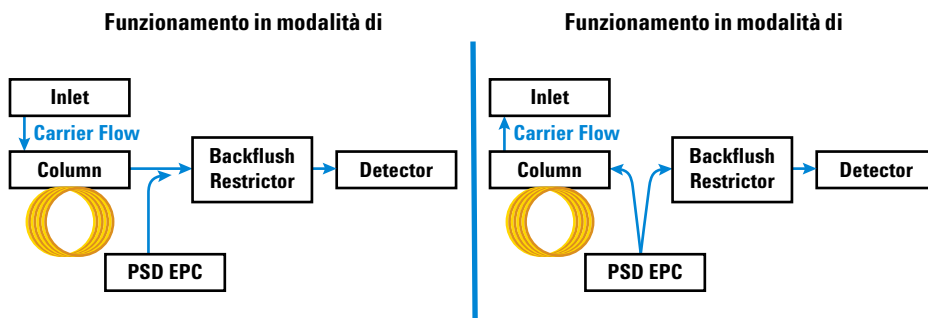 Funzionamento in modalità di
Inlet
Carrier Flow
Column
Backflush
Restrictor
Detector
PSD EPC
Funzionamento in modalità di
Inlet
Carrier Flow
Column
Backflush
Restrictor
Detector
PSD EPC